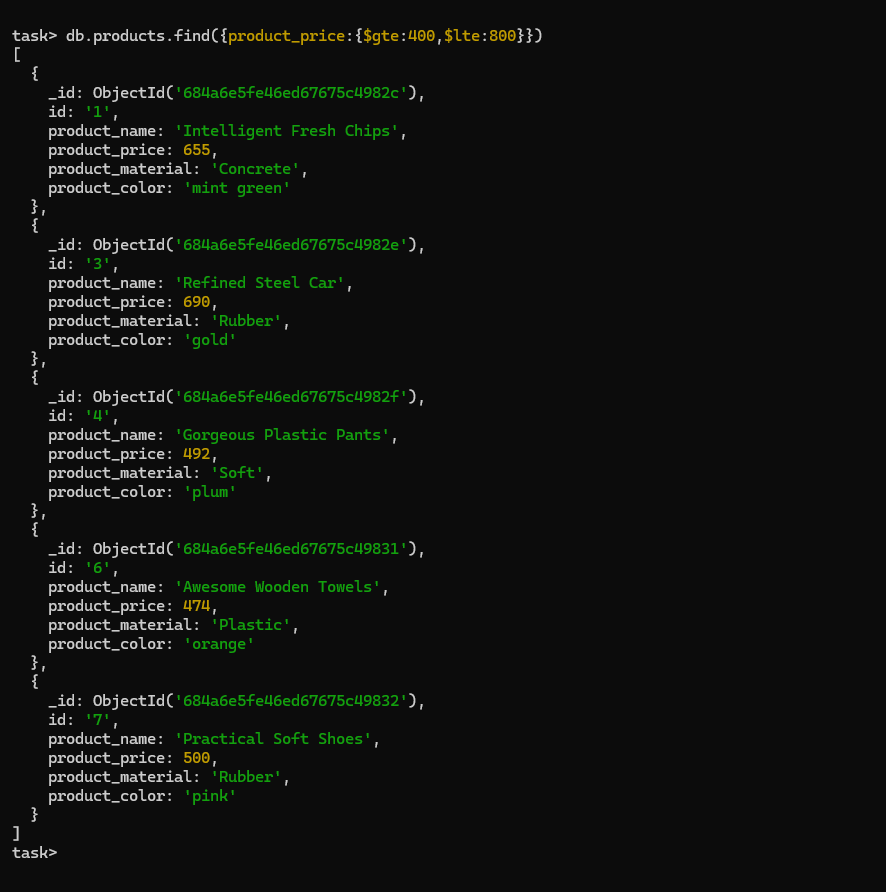 task> db.products.find({product_price:{$gte:400,$lte:800}})
[
  {
    _id: ObjectId('684a6e5fe46ed67675c4982c'),
    id: '1',
    product_name: 'Intelligent Fresh Chips',
    product_price: 655,
    product_material: 'Concrete',
    product_color: 'mint green'
  },
  {
    _id: ObjectId('684a6e5fe46ed67675c4982e'),
    id: '3',
    product_name: 'Refined Steel Car',
    product_price: 690,
    product_material: 'Rubber',
    product_color: 'gold'
  },
  {
    _id: ObjectId('684a6e5fe46ed67675c4982f'),
    id: '4',
    product_name: 'Gorgeous Plastic Pants',
    product_price: 492,
    product_material: 'Soft',
    product_color: 'plum'
  },
  {
    _id: ObjectId('684a6e5fe46ed67675c49831'),
    id: '6',
    product_name: 'Awesome Wooden Towels',
    product_price: 474,
    product_material: 'Plastic',
    product_color: 'orange'
  },
  {
    _id: ObjectId('684a6e5fe46ed67675c49832'),
    id: '7',
    product_name: 'Practical Soft Shoes',
    product_price: 500,
    product_material: 'Rubber',
    product_color: 'pink'
  }
]
task>